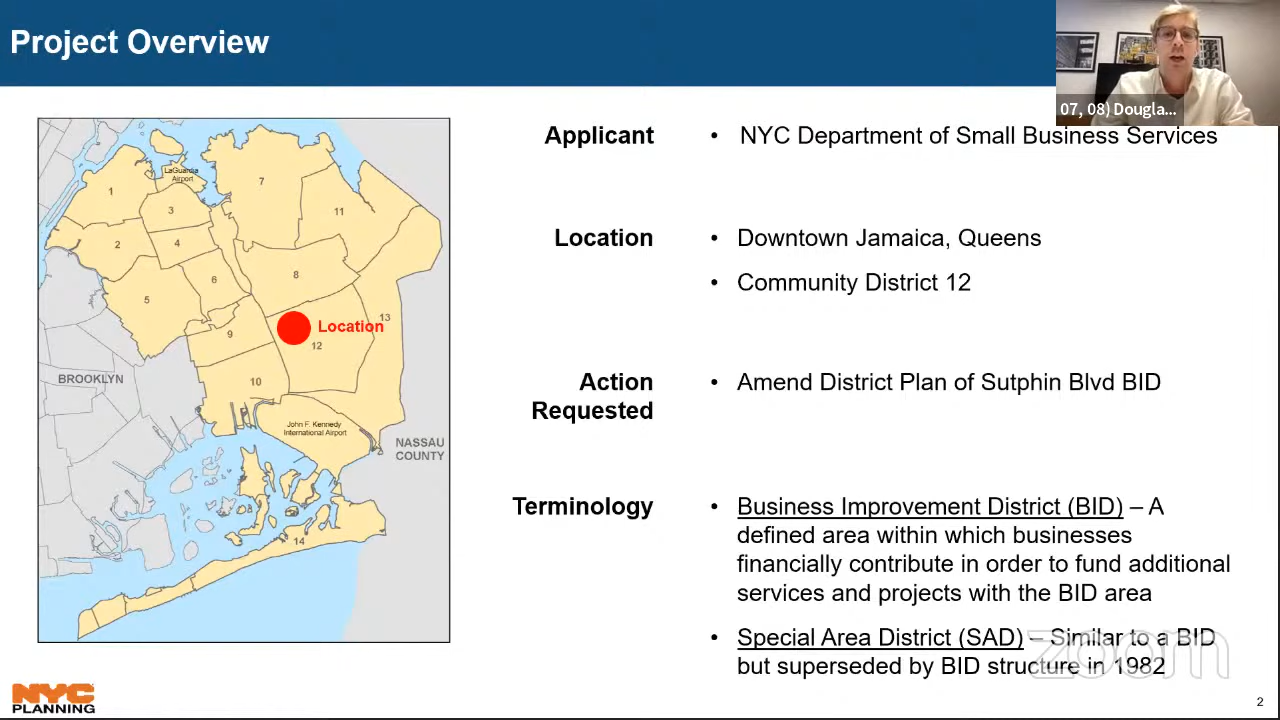 Project Overview
07, 08) Dougla...
Applicant
• NYC Department of Small Business Services
Location
• Downtown Jamaica, Queens
• Community District 12
Action
Requested
• Amend District Plan of Sutphin Blvd BID
Terminology
• Business Improvement District (BID) – A
defined area within which businesses
financially contribute in order to fund additional
services and projects with the BID area
• Special Area District (SAD) – Similar to a BID
but superseded by BID structure in 1982
LaGuardia
Airport
1
7
3
11
2
4
8
6
5
13
Location
9
12
BROOKLYN
10
John F. Kennedy
International Airport
NASSAU
COUNTY
14
zoom
NYC
PLANNING
2